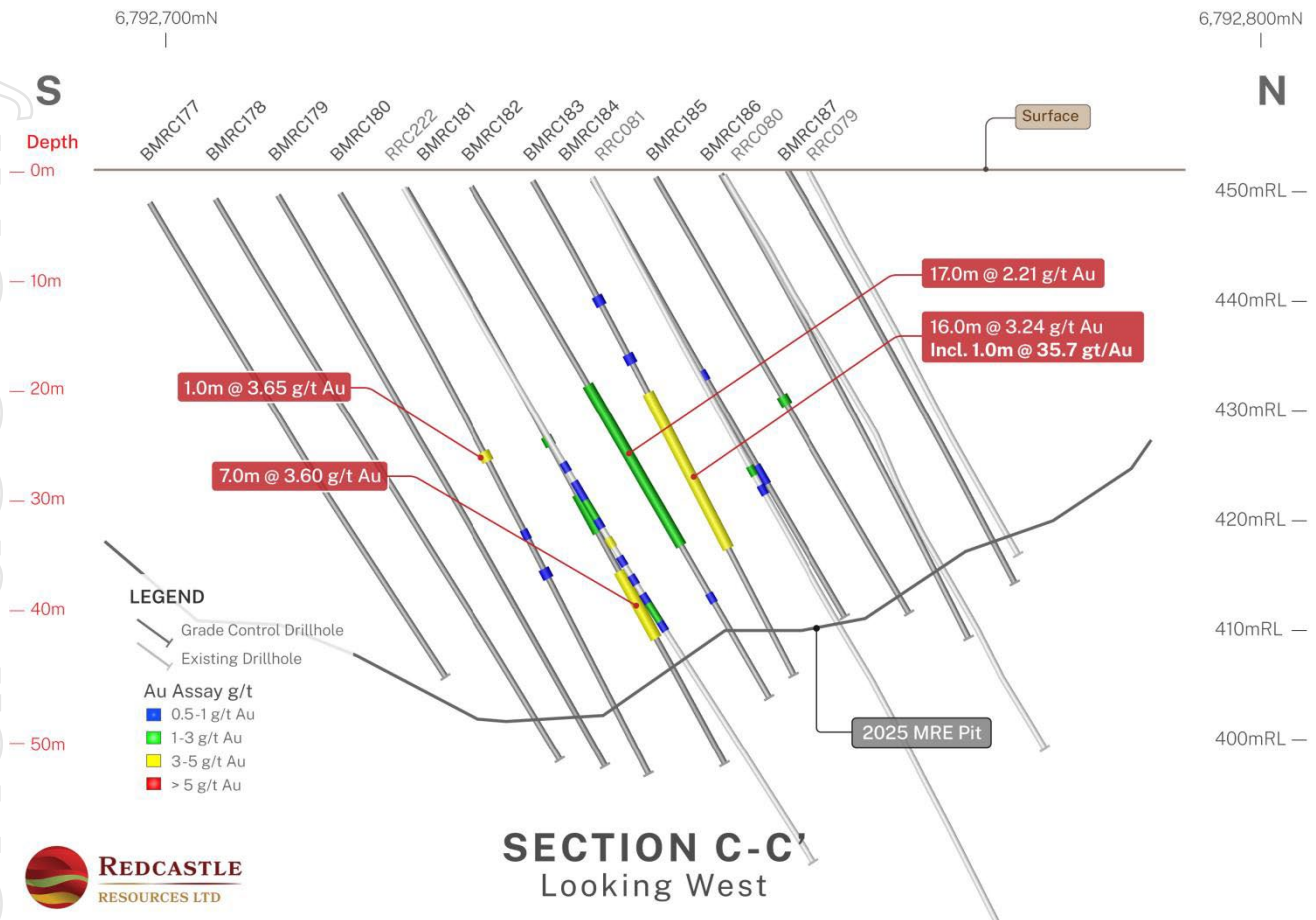 6,792,700mN
6,792,800mN
S
N
Depth
0m
10m
20m
30m
40m
50m
BMRC177
BMRC178
BMRC179
BMRC180
RRC222
BMRC181
BMRC182
BMRC183
BMRC184
RRC081
BMRC185
BMRC186
RRC080
BMRC187
RRC079
Surface
450mRL
440mRL
430mRL
420mRL
410mRL
400mRL
17.0m @ 2.21 g/t Au
16.0m @ 3.24 g/t Au
Incl. 1.0m @ 35.7 gt/Au
1.0m @ 3.65 g/t Au
7.0m @ 3.60 g/t Au
2025 MRE Pit
LEGEND
Grade Control Drillhole
Existing Drillhole
Au Assay g/t
0.5-1 g/t Au
1-3 g/t Au
3-5 g/t Au
> 5 g/t Au
REDCASTLE
RESOURCES LTD
SECTION C-C'
Looking West